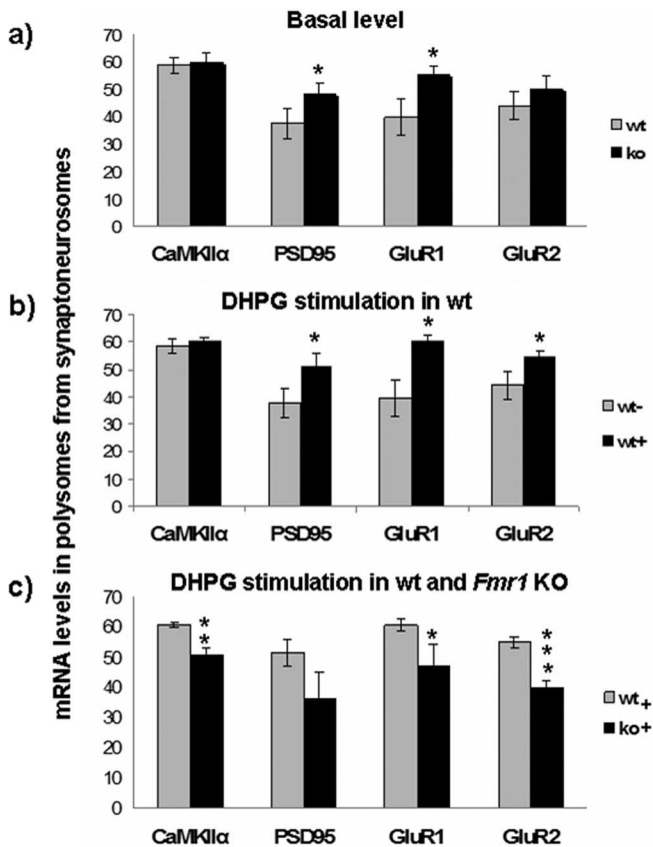 a)
Basal level
mRNA levels in polysomes from synaptoneurosomes
70
60
50
40
30
20
10
0
*
*
wt
ko
CaMKIIα PSD95 GluR1 GluR2
b)
DHPG stimulation in wt
70
60
50
40
30
20
10
0
*
*
*
wt-
wt+
CaMKIIα PSD95 GluR1 GluR2
c)
DHPG stimulation in wt and Fmr1 KO
70
60
50
40
30
20
10
0
**
*
***
wt+
ko+
CaMKIIα PSD95 GluR1 GluR2